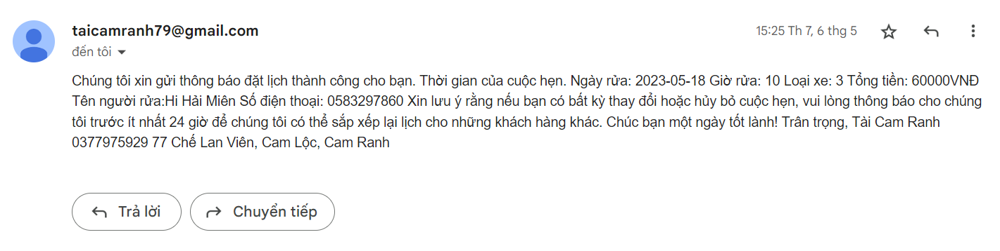 taicamranh79@gmail.com
15:25 Th 7, 6 thg 5
đến tôi
Chúng tôi xin gửi thông báo đặt lịch thành công cho bạn. Thời gian của cuộc hẹn. Ngày rửa: 2023-05-18 Giờ rửa: 10 Loại xe: 3 Tổng tiền: 60000VNĐ
Tên người rửa:Hi Hải Miên Số điện thoại: 0583297860 Xin lưu ý rằng nếu bạn có bất kỳ thay đổi hoặc hủy bỏ cuộc hẹn, vui lòng thông báo cho chúng
tôi trước ít nhất 24 giờ để chúng tôi có thể sắp xếp lại lịch cho những khách hàng khác. Chúc bạn một ngày tốt lành! Trân trọng, Tài Cam Ranh
0377975929 77 Chế Lan Viên, Cam Lộc, Cam Ranh
Trả lời
Chuyển tiếp